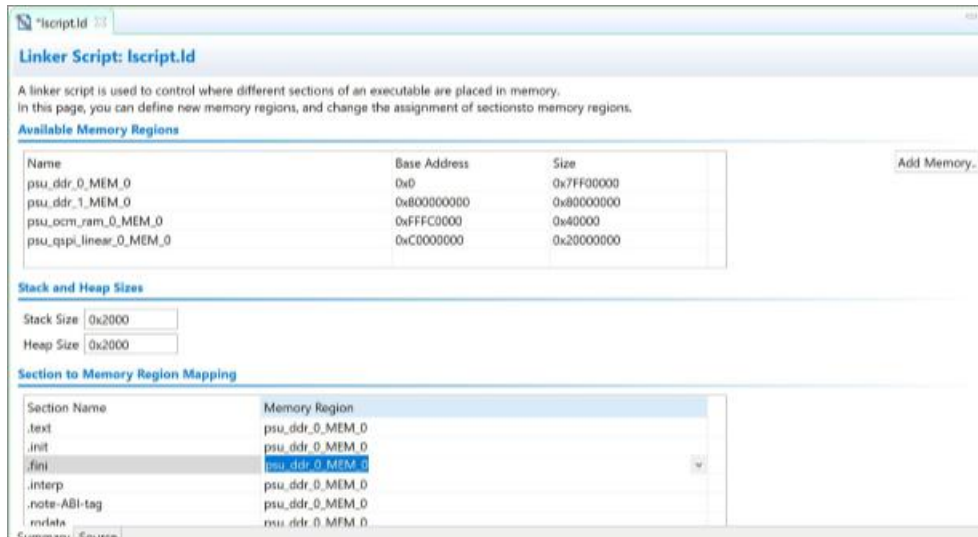 *lscript.ld
Linker Script: lscript.ld
A linker script is used to control where different sections of an executable are placed in memory.
In this page, you can define new memory regions, and change the assignment of sectionsto memory regions.
Available Memory Regions
Name Base Address Size
psu_ddr_0_MEM_0 0x0 0x7FF00000
psu_ddr_1_MEM_0 0x800000000 0x80000000
psu_ocm_ram_0_MEM_0 0xFFFC0000 0x40000
psu_qspi_linear_0_MEM_0 0xC0000000 0x20000000
Add Memory..
Stack and Heap Sizes
Stack Size 0x2000
Heap Size 0x2000
Section to Memory Region Mapping
Section Name Memory Region
.text psu_ddr_0_MEM_0
.init psu_ddr_0_MEM_0
.fini psu_ddr_0_MEM_0
.interp psu_ddr_0_MEM_0
.note-ABI-tag psu_ddr_0_MEM_0
.rodata psu_ddr_0_MEM_0
Summary Source